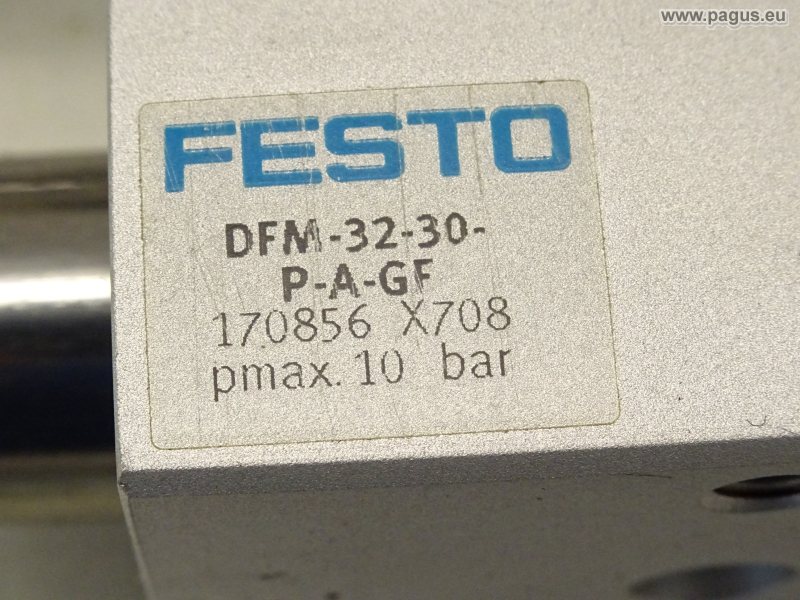 www.pagus.eu
FESTO
DFM-32-30-
P-A-GF
170856 X708
pmax. 10 bar